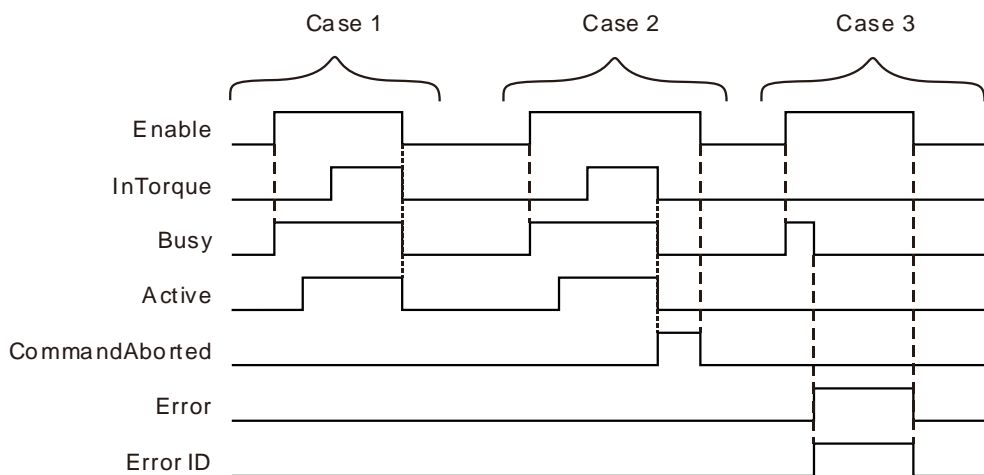 Case 1 Case 2 Case 3
Enable
InTorque
Busy
Active
CommandAborted
Error
Error ID